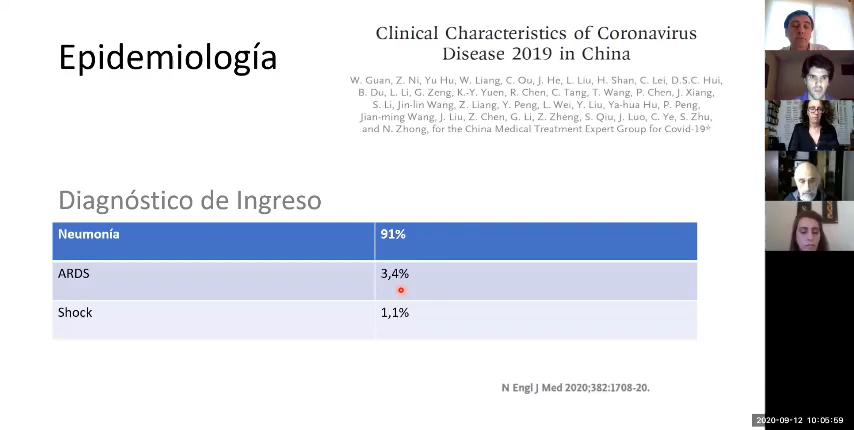 Epidemiología
Clinical Characteristics of Coronavirus
Disease 2019 in China
W. Guan, Z. Ni, Yu Hu, W. Liang, C. Ou, J. He, L. Liu, H. Shan, C. Lei, D.S.C. Hui,
B. Du, L. Li, G. Zeng, K.-Y. Yuen, R. Chen, C. Tang, T. Wang, P. Chen, J. Xiang,
S. Li, Jin-lin Wang, Z. Liang, Y. Peng, L. Wei, Y. Liu, Ya-hua Hu, P. Peng,
Jian-ming Wang, J. Liu, Z. Chen, G. Li, Z. Zheng, S. Qiu, J. Luo, C. Ye, S. Zhu,
and N. Zhong, for the China Medical Treatment Expert Group for Covid-19*
Diagnóstico de Ingreso
Neumonía 91%
ARDS 3,4%
Shock 1,1%
N Engl J Med 2020;382:1708-20.
2020-09-12 10:05:59